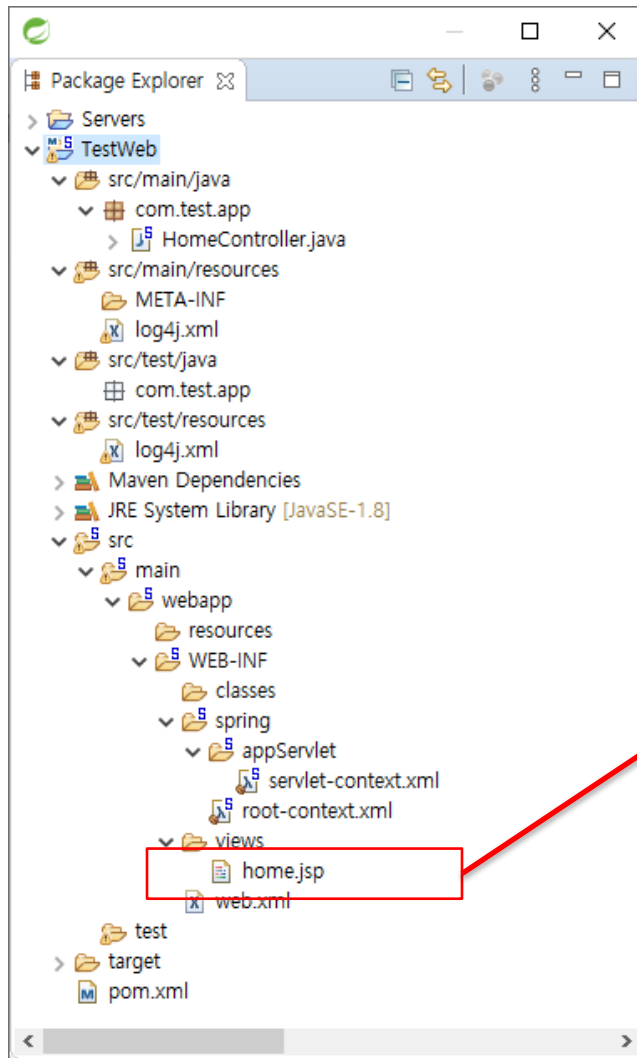 Package Explorer
Servers
TestWeb
src/main/java
com.test.app
HomeController.java
src/main/resources
META-INF
log4j.xml
src/test/java
com.test.app
src/test/resources
log4j.xml
Maven Dependencies
JRE System Library [JavaSE-1.8]
src
main
webapp
resources
WEB-INF
classes
spring
appServlet
servlet-context.xml
root-context.xml
views
home.jsp
web.xml
test
target
pom.xml